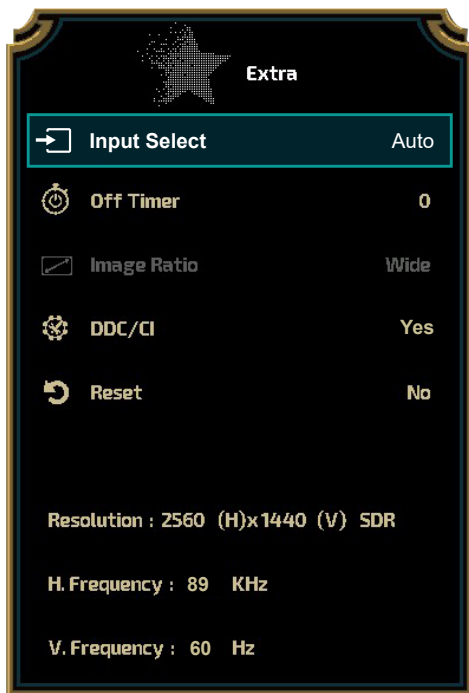 Extra
Input Select Auto
Off Timer 0
Image Ratio Wide
DDC/CI Yes
Reset No
Resolution : 2560 (H)x1440 (V) SDR
H. Frequency : 89 KHz
V. Frequency : 60 Hz